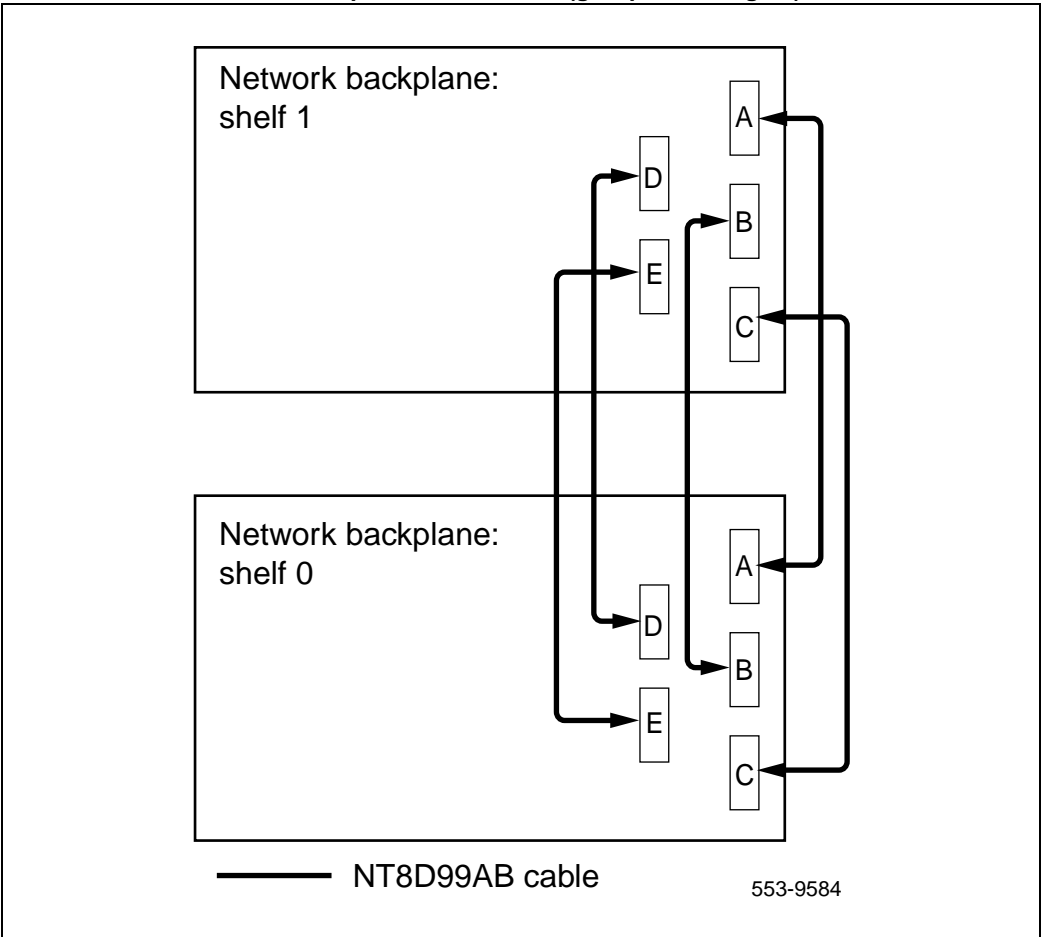 Network backplane:
shelf 1
A
D
B
E
C
Network backplane:
shelf 0
A
D
B
E
C
NT8D99AB cable
553-9584